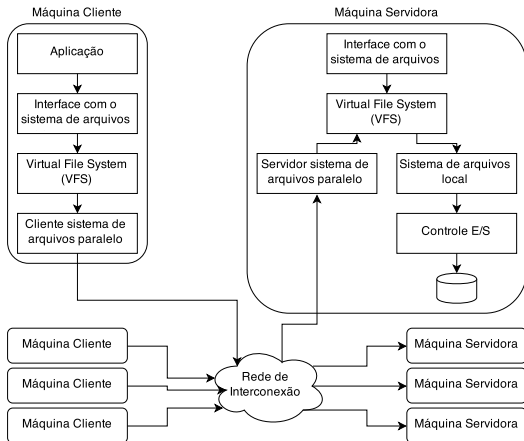 Máquina Cliente
Aplicação
Interface com o
sistema de arquivos
Virtual File System
(VFS)
Cliente sistema de
arquivos paralelo
Máquina Servidora
Interface com o
sistema de arquivos
Virtual File System
(VFS)
Servidor sistema de
arquivos paralelo
Sistema de arquivos
local
Controle E/S
Máquina Cliente
Máquina Cliente
Máquina Cliente
Rede de
Interconexão
Máquina Servidora
Máquina Servidora
Máquina Servidora